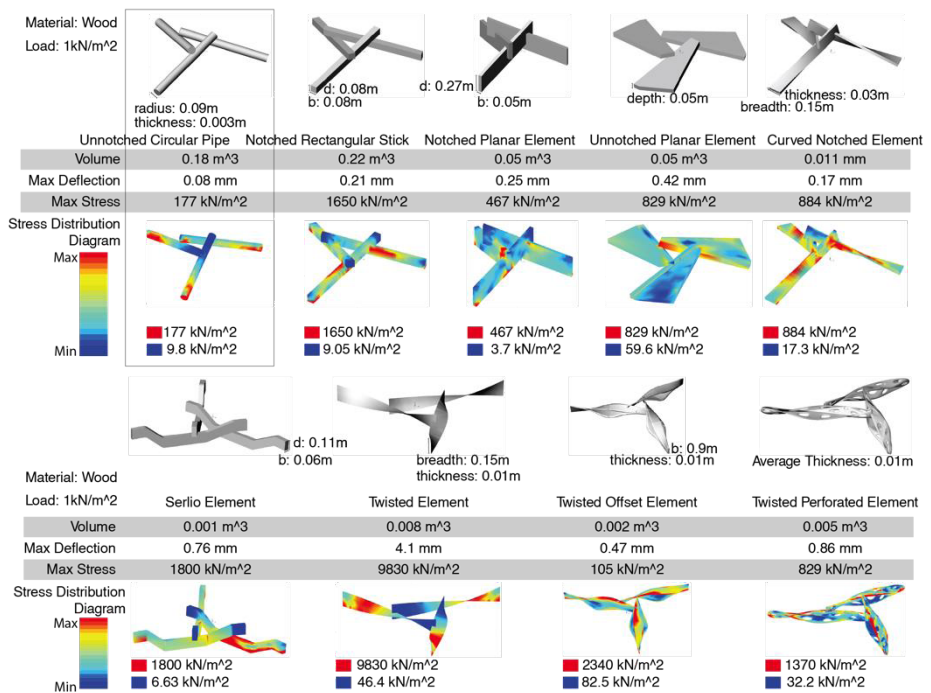 Material: Wood
Load: 1kN/m^2
radius: 0.09m
thickness: 0.003m
d: 0.08m
b: 0.08m
d: 0.27m
b: 0.05m
depth: 0.05m
thickness: 0.03m
breadth: 0.15m
Unnotched Circular Pipe Notched Rectangular Stick Notched Planar Element Unnotched Planar Element Curved Notched Element
Volume 0.18 m^3 0.22 m^3 0.05 m^3 0.05 m^3 0.011 mm
Max Deflection 0.08 mm 0.21 mm 0.25 mm 0.42 mm 0.17 mm
Max Stress 177 kN/m^2 1650 kN/m^2 467 kN/m^2 829 kN/m^2 884 kN/m^2
Stress Distribution
Diagram
Max
Min
177 kN/m^2 1650 kN/m^2 467 kN/m^2 829 kN/m^2 884 kN/m^2
9.8 kN/m^2 9.05 kN/m^2 3.7 kN/m^2 59.6 kN/m^2 17.3 kN/m^2
d: 0.11m
b: 0.06m
breadth: 0.15m
thickness: 0.01m
b: 0.9m
thickness: 0.01m
Average Thickness: 0.01m
Material: Wood
Load: 1kN/m^2
Serlio Element Twisted Element Twisted Offset Element Twisted Perforated Element
Volume 0.001 m^3 0.008 m^3 0.002 m^3 0.005 m^3
Max Deflection 0.76 mm 4.1 mm 0.47 mm 0.86 mm
Max Stress 1800 kN/m^2 9830 kN/m^2 105 kN/m^2 829 kN/m^2
Stress Distribution
Diagram
Max
Min
1800 kN/m^2 9830 kN/m^2 2340 kN/m^2 1370 kN/m^2
6.63 kN/m^2 46.4 kN/m^2 82.5 kN/m^2 32.2 kN/m^2